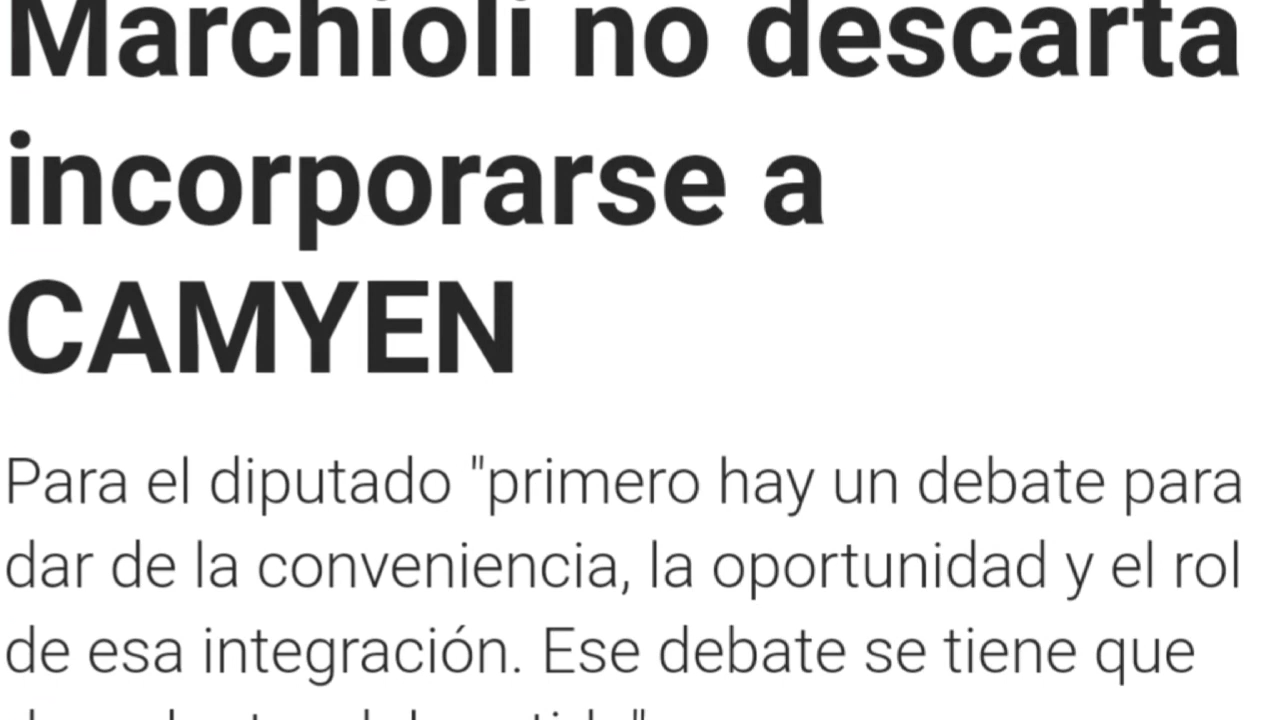 Marchioli no descarta
incorporarse a
CAMYEN
Para el diputado "primero hay un debate para
dar de la conveniencia, la oportunidad y el rol
de esa integración. Ese debate se tiene que